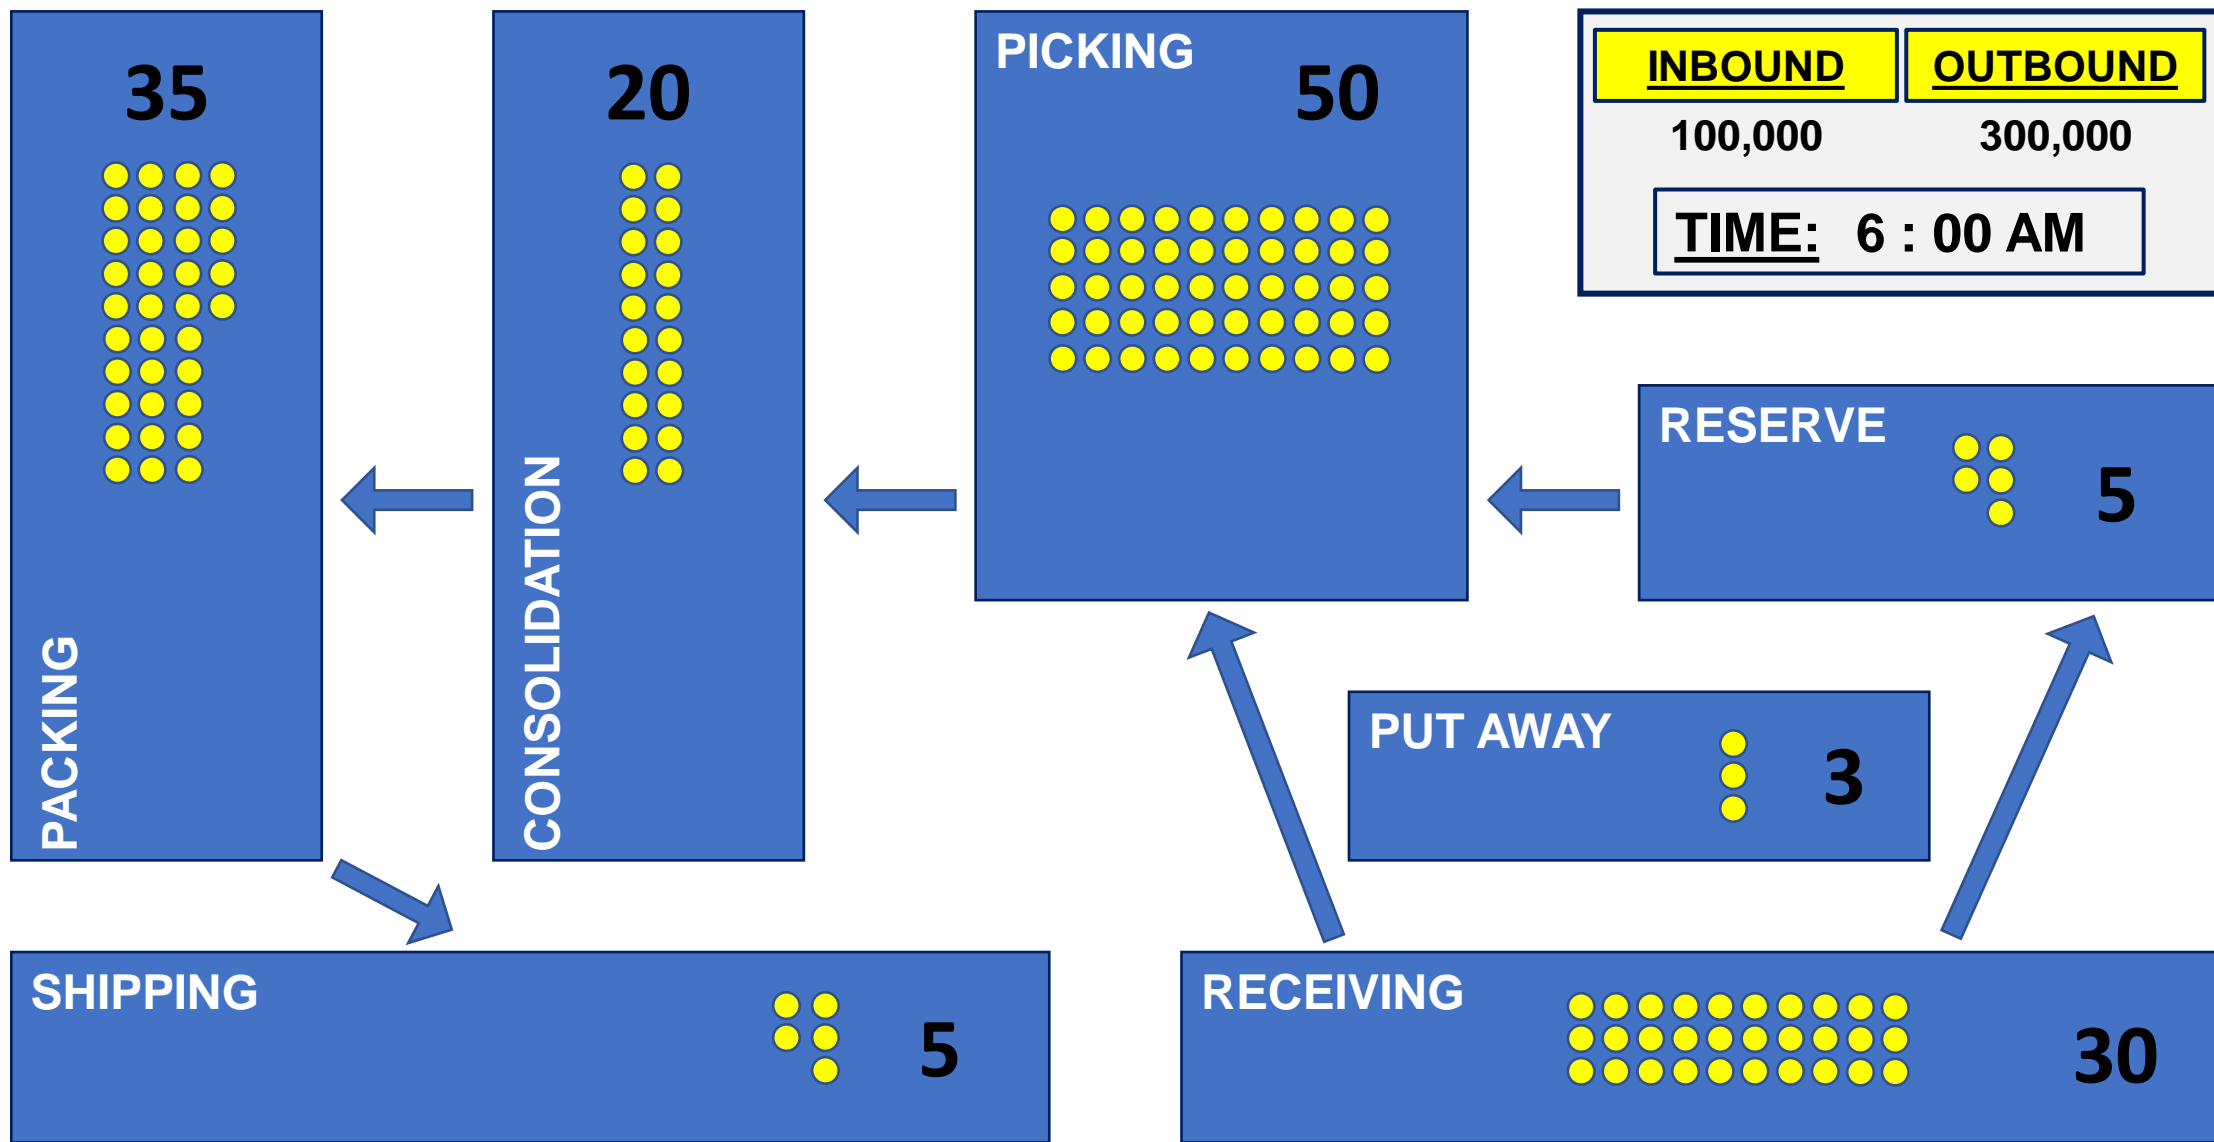 35
PACKING
20
CONSOLIDATION
PICKING
50
INBOUND
OUTBOUND
100,000
300,000
TIME: 6 : 00 AM
RESERVE
5
PUT AWAY
3
SHIPPING
5
RECEIVING
30